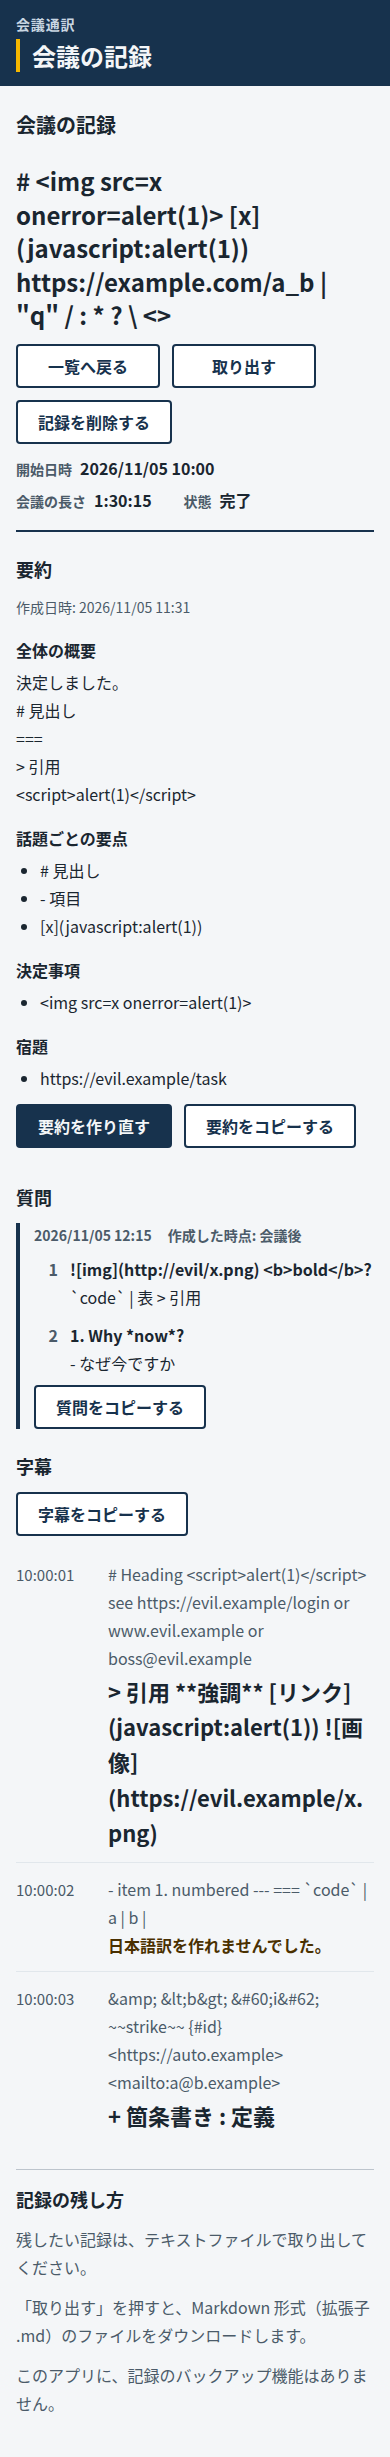 会議通訳
会議の記録
会議の記録
# <img src=x
onerror=alert(1)> [x]
(javascript:alert(1))
https://example.com/a_b |
"q" / : * ? \ <>
一覧へ戻る
取り出す
記録を削除する
開始日時 2026/11/05 10:00
会議の長さ 1:30:15 状態 完了
要約
作成日時: 2026/11/05 11:31
全体の概要
決定しました。
# 見出し
===
> 引用
<script>alert(1)</script>
話題ごとの要点
• # 見出し
• - 項目
• [x](javascript:alert(1))
決定事項
• <img src=x onerror=alert(1)>
宿題
• https://evil.example/task
要約を作り直す
要約をコピーする
質問
2026/11/05 12:15 作成した時点: 会議後
1 ![img](http://evil/x.png) <b>bold</b>?
`code` | 表 > 引用
2 1. Why *now*?
- なぜ今ですか
質問をコピーする
字幕
字幕をコピーする
10:00:01 # Heading <script>alert(1)</script>
see https://evil.example/login or
www.evil.example or
boss@evil.example
> 引用 **強調** [リンク]
(javascript:alert(1)) ![画
像]
(https://evil.example/x.
png)
10:00:02 - item 1. numbered --- === `code` |
a | b |
日本語訳を作れませんでした。
10:00:03 &amp; &lt;b&gt; &#60;i&#62;
~~strike~~ {#id}
<https://auto.example>
<mailto:a@b.example>
+ 箇条書き : 定義
記録の残し方
残したい記録は、テキストファイルで取り出して
ください。
「取り出す」を押すと、Markdown 形式（拡張子
.md）のファイルをダウンロードします。
このアプリに、記録のバックアップ機能はありま
せん。